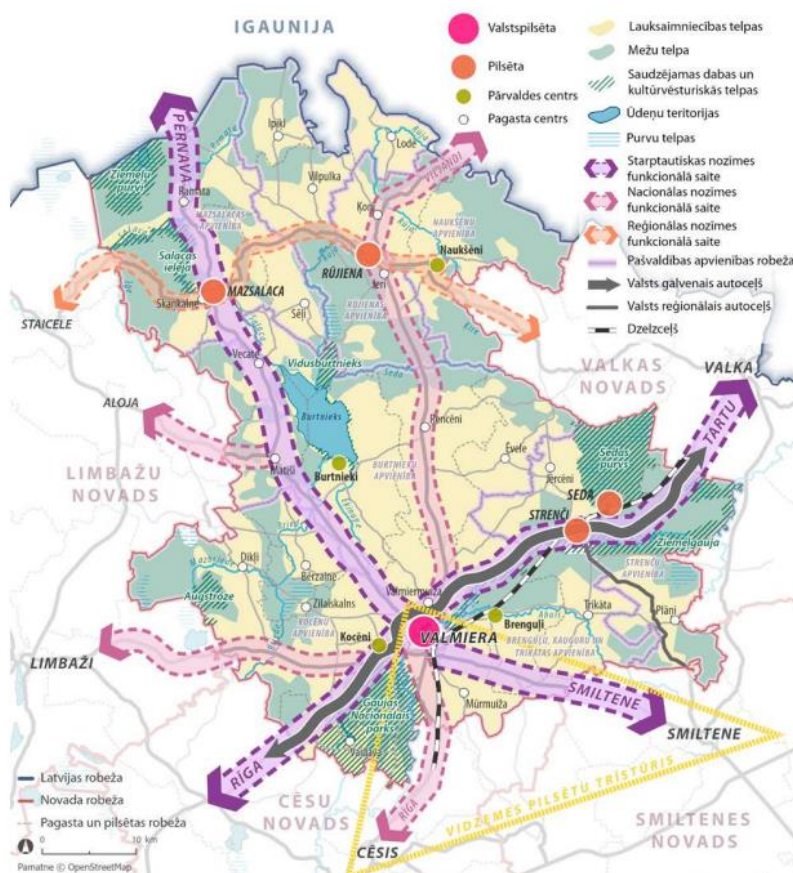 IGAUNIJA
Valstspilsēta
Pilsēta
Pārvaldes centrs
Pagasta centrs
Lauksaimniecības telpas
Mežu telpa
Saudzējamas dabas un
kultūrvēsturiskās telpas
Ūdeņu teritorijas
Purvu telpas
Starptautiskas nozīmes
funkcionālā saite
Nacionālas nozīmes
funkcionālā saite
Reģionālas nozīmes
funkcionālā saite
Pašvaldības apvienības robeža
Valsts galvenais autoceļš
Valsts reģionālais autoceļš
Dzelzceļš
PERNAVA
Ziemeļu
purvi
Ramata
Ipiķi
Lode
Vilpulka
VILJANDI
Ķoņi
MAZSALACAS
APVIENĪBA
NAUKŠĒNU
APVIENĪBA
Naukšēni
RŪJIENA
Jeri
RŪJIENAS
APVIENĪBA
Salacas
ieleja
MAZSALACA
Skaņkalne
Sēļi
STAICELE
Vecate
Vidusburtnieks
Seda
VALKAS
NOVADS
VALKA
TARTU
ALOJA
Burtnieks
Rencēni
Ēvele
Jērcēni
Sedas
purvs
SEDA
STRENČI
Ziemeļgauja
LIMBAŽU
NOVADS
Matīši
Burtnieki
BURTNIEKU
APVIENĪBA
STRENČU
APVIENĪBA
Dikļi
Bērzaine
Augstroze
Zilaiskalns
KOCĒNU
APVIENĪBA
Valmiermuiža
Abuls
Trikāta
Plāņi
Brenguļi
Kocēni
VALMIERA
BRENGUĻU, KAUGURU UN
TRIKĀTAS APVIENĪBA
LIMBAŽI
SMILTENE
Mūrmuiža
Gaujas
Nacionālais
parks
Vaidava
SMILTENE
RĪGA
RĪGA
VIDZEMES PILSĒTU TRĪSTŪRIS
CĒSU
NOVADS
CĒSIS
SMILTENES
NOVADS
Latvijas robeža
Novada robeža
Pagasta un pilsētas robeža
0 10 km
Pamatne © OpenStreetMap